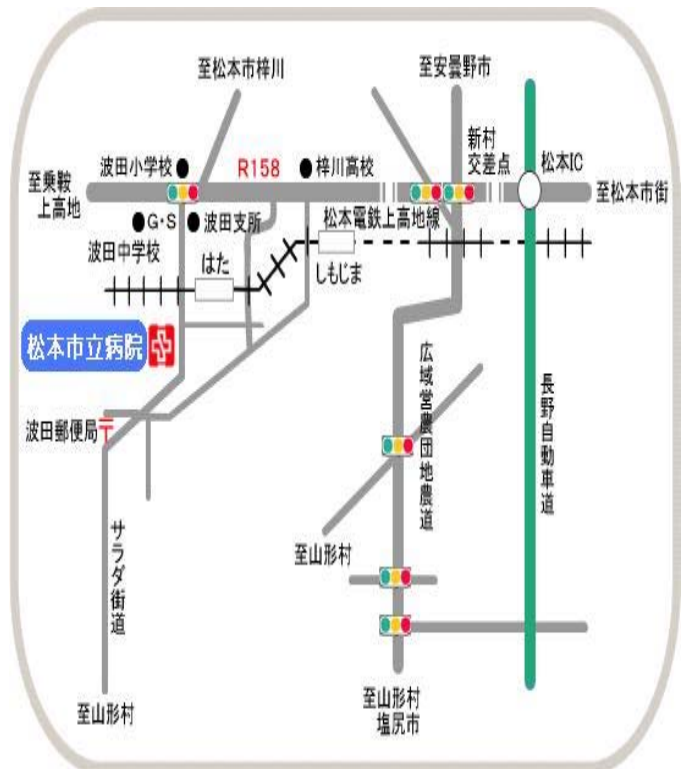 至松本市梓川
至安曇野市
波田小学校
R158
梓川高校
新村
交差点
松本IC
至乗鞍
上高地
至松本市街
G・S
波田支所
松本電鉄上高地線
波田中学校
はた
しもじま
松本市立病院
広域営農団地農道
長野自動車道
波田郵便局〒
サラダ街道
至山形村
至山形村
至山形村
塩尻市